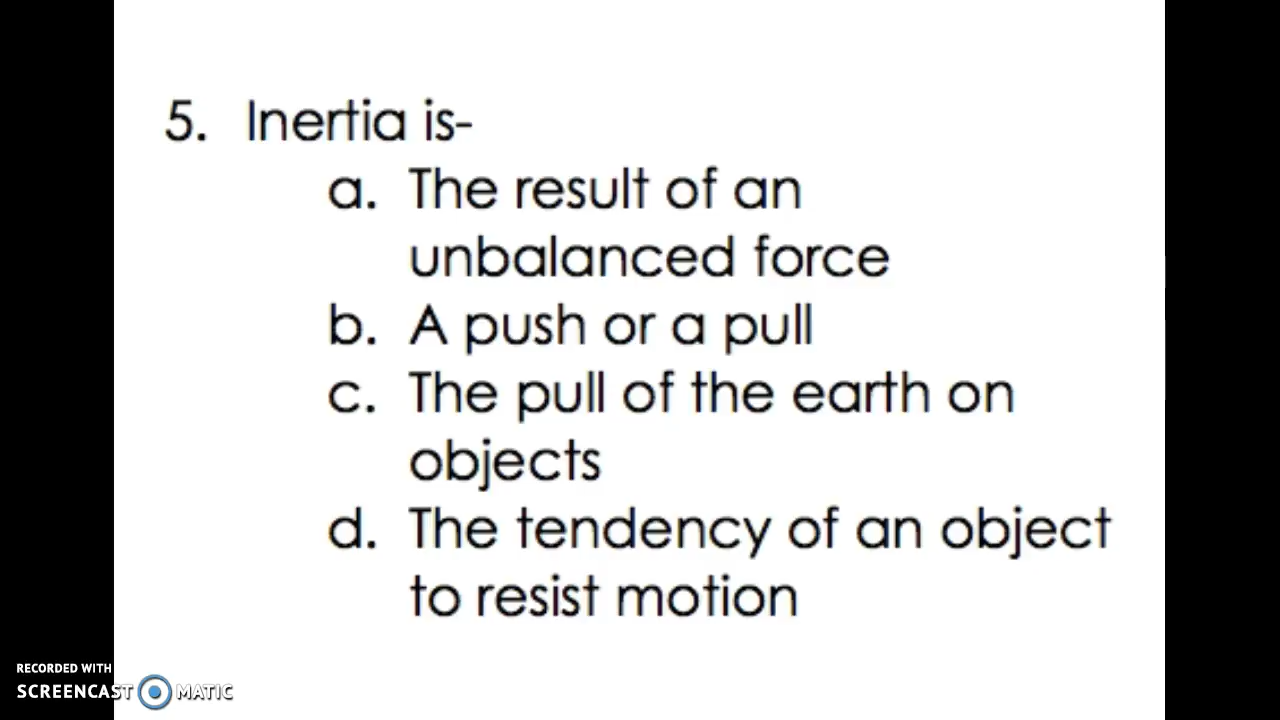 5. Inertia is-
a. The result of an
unbalanced force
b. A push or a pull
c. The pull of the earth on
objects
d. The tendency of an object
to resist motion
RECORDED WITH
SCREENCAST MATIC